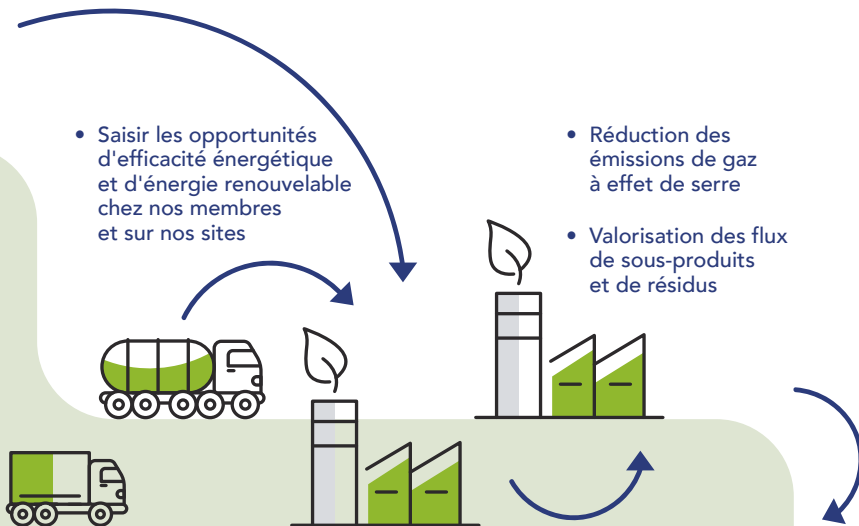 • Saisir les opportunités
d'efficacité énergétique
et d'énergie renouvelable
chez nos membres
et sur nos sites
• Réduction des
émissions de gaz
à effet de serre
• Valorisation des flux
de sous-produits
et de résidus